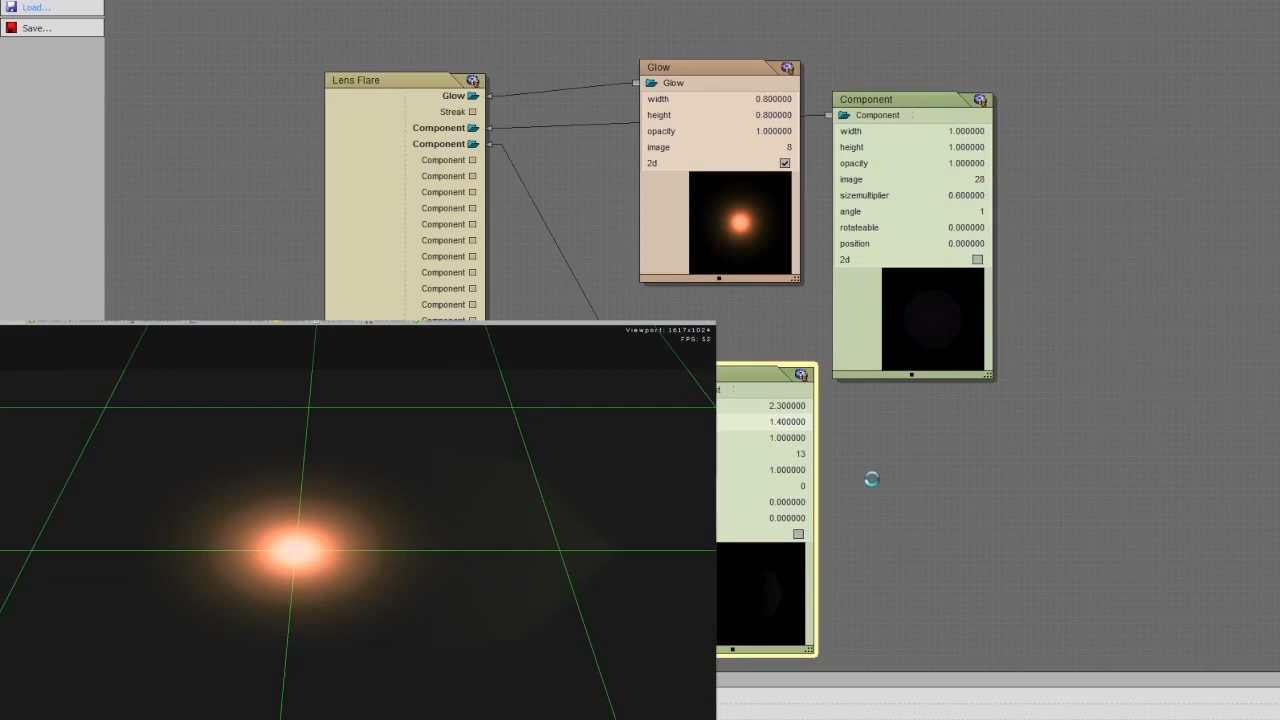 Load...
Save...
Lens Flare
Glow
Streak
Component
Component
Component
Component
Component
Component
Component
Component
Component
Component
Component
Component
Glow
Glow
width 0.800000
height 0.800000
opacity 1.000000
image 8
2d
Component
Component
width 1.000000
height 1.000000
opacity 1.000000
image 28
sizemultiplier 0.600000
angle 1
rotateable 0.000000
position 0.000000
2d
Viewport: 1617x1024
FPS: 52
2.300000
1.400000
1.000000
13
1.000000
0
0.000000
0.000000